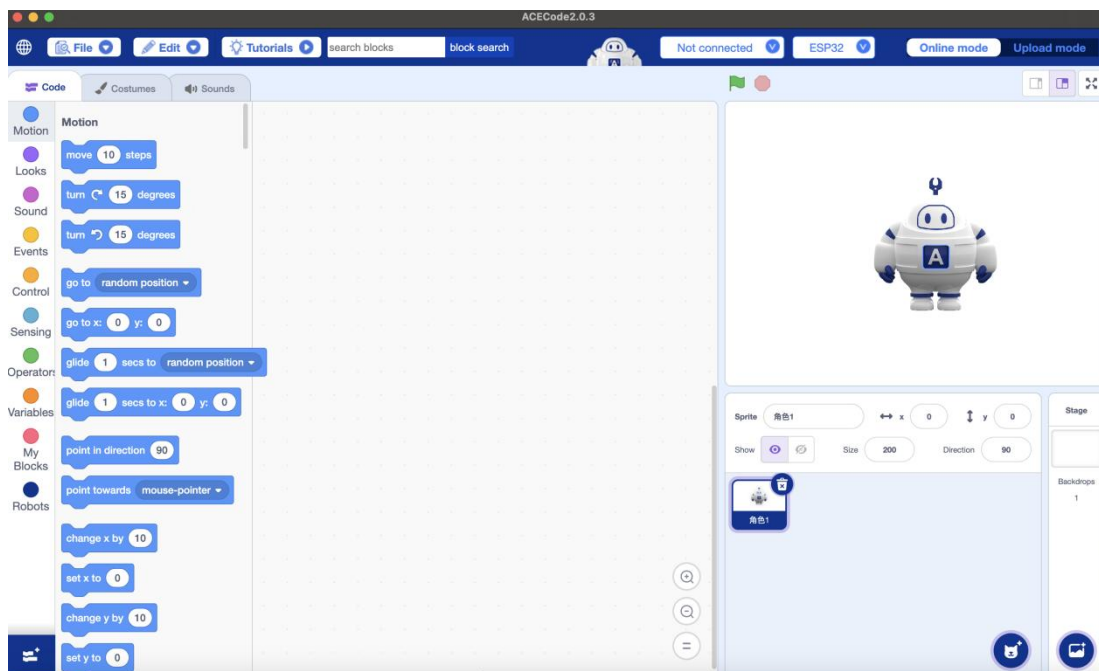 ACECode2.0.3
File Edit Tutorials search blocks block search Not connected ESP32 Online mode Upload mode
Code Costumes Sounds
Motion
Looks
Sound
Events
Control
Sensing
Operators
Variables
My
Blocks
Robots
Motion
move 10 steps
turn 15 degrees
turn 15 degrees
go to random position
go to x: 0 y: 0
glide 1 secs to random position
glide 1 secs to x: 0 y: 0
point in direction 90
point towards mouse-pointer
change x by 10
set x to 0
change y by 10
set y to 0
A
A
Sprite 角色1 x 0 y 0
Show Size 200 Direction 90
角色1
Stage
Backdrops
1